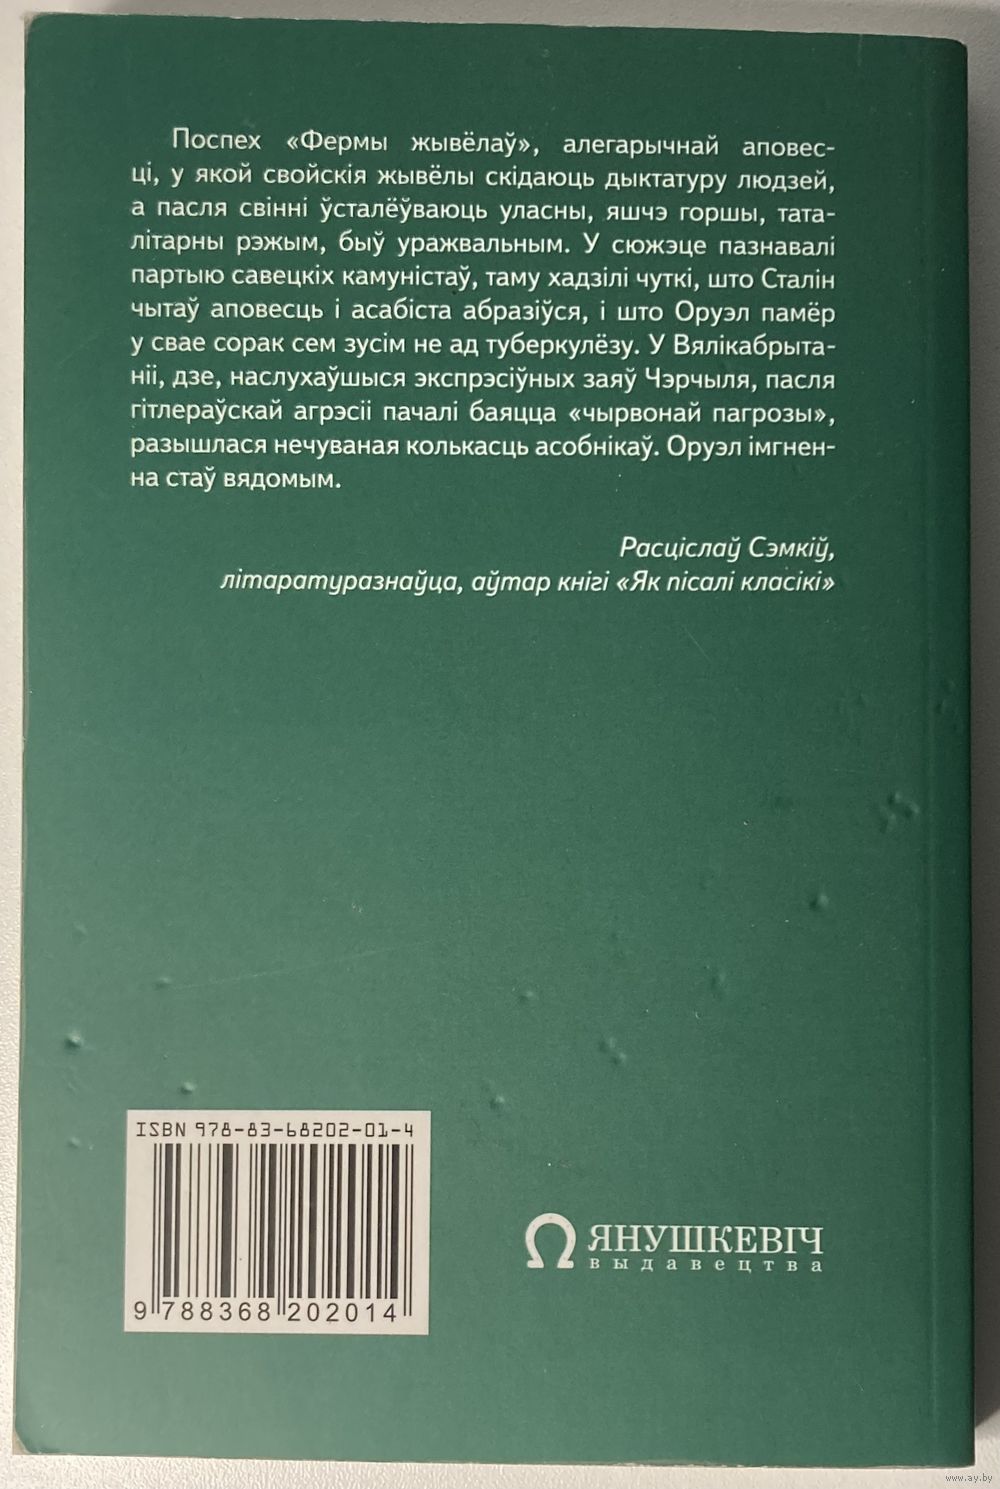 Поспех «Фермы жывёлаў», алегарычнай аповес-
ці, у якой свойскія жывёлы скідаюць дыктатуру людзей,
а пасля свінні ўсталёўваюць уласны, яшчэ горшы, тата-
літарны рэжым, быў уражвальным. У сюжэце пазнавалі
партыю савецкіх камуністаў, таму хадзілі чуткі, што Сталін
чытаў аповесць і асабіста абразіўся, і што Оруэл памёр
у свае сорак сем зусім не ад туберкулёзу. У Вялікабрыта-
ніі, дзе, наслухаўшыся экспрэсіўных заяў Чэрчыля, пасля
гітлераўскай агрэсіі пачалі баяцца «чырвонай пагрозы»,
разышлася нечуваная колькасць асобнікаў. Оруэл імгнен-
на стаў вядомым.
Расціслаў Сэмкіў,
літаратуразнаўца, аўтар кнігі «Як пісалі класікі»
ISBN 978-83-68202-01-4
9 788368 202014
ЯНУШКЕВІЧ
выдавецтва
www.ay.by